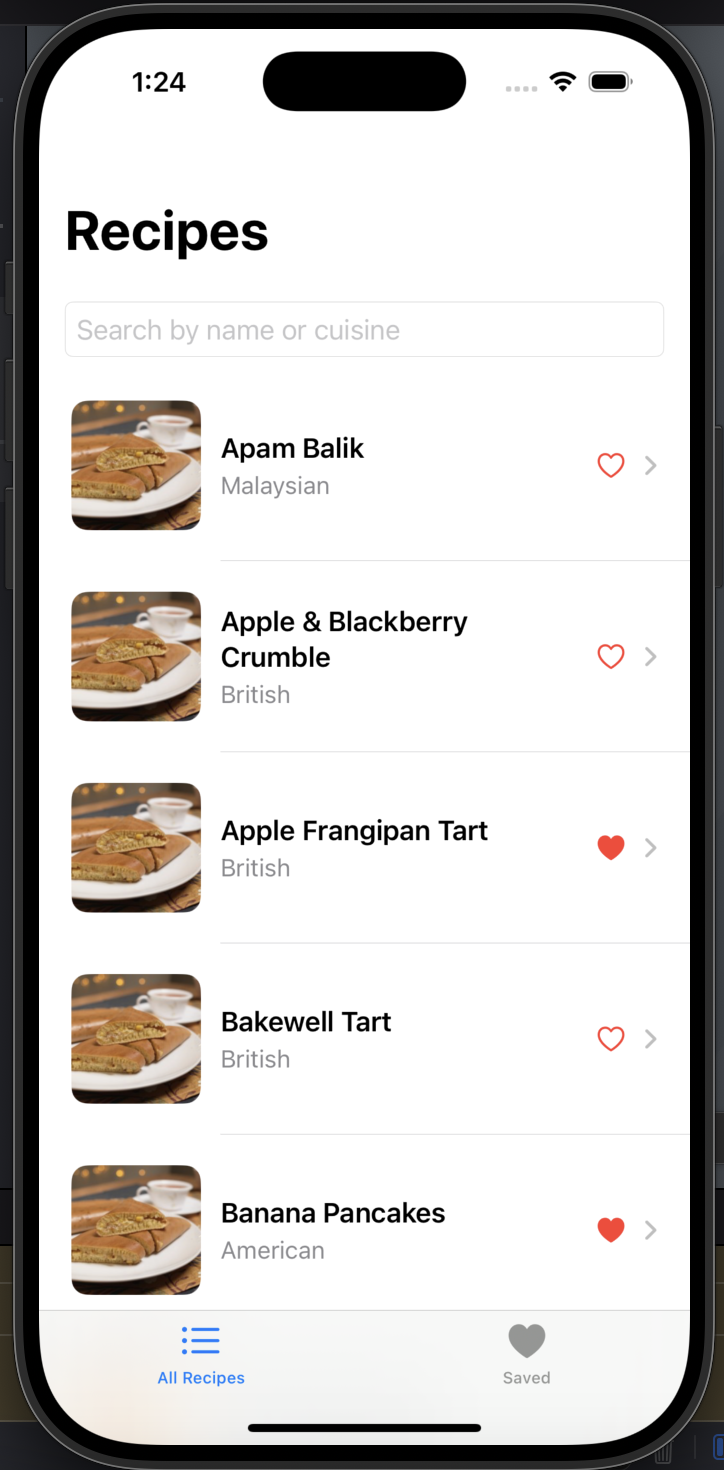 1:24
Recipes
Search by name or cuisine
Apam Balik
Malaysian
Apple & Blackberry
Crumble
British
Apple Frangipan Tart
British
Bakewell Tart
British
Banana Pancakes
American
All Recipes
Saved